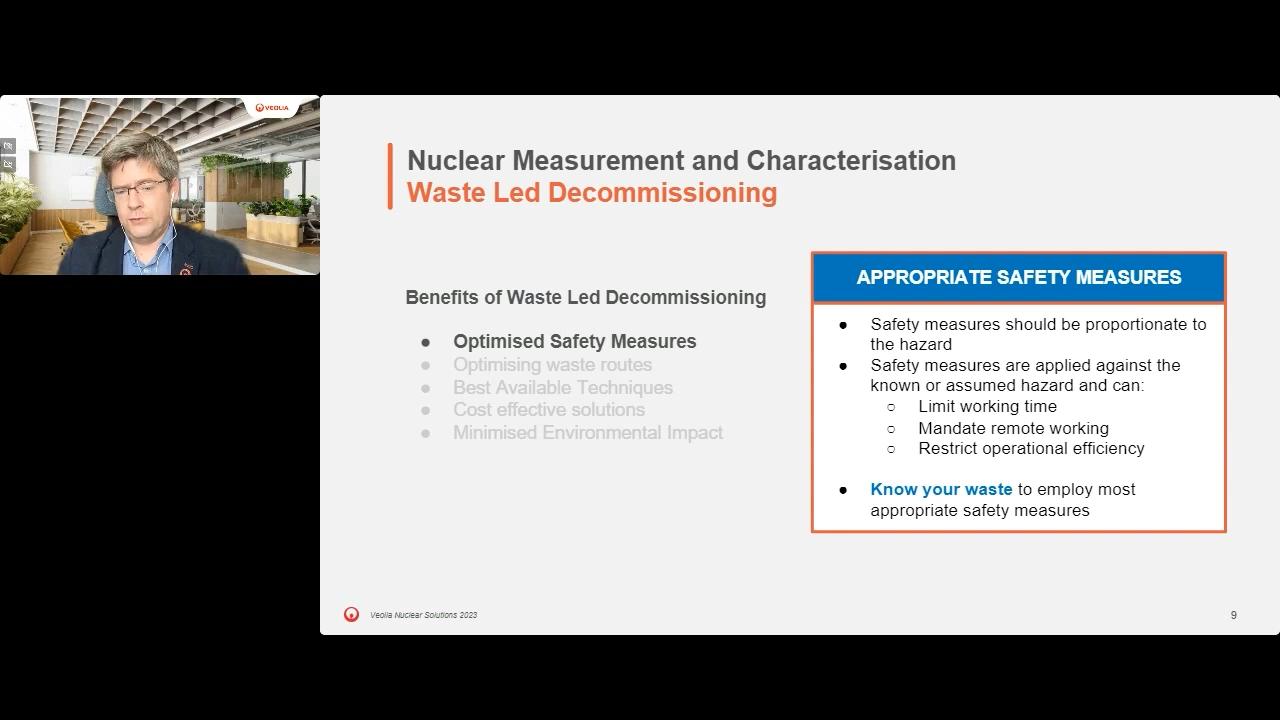 VEOLIA
Nuclear Measurement and Characterisation
Waste Led Decommissioning
Benefits of Waste Led Decommissioning
● Optimised Safety Measures
● Optimising waste routes
● Best Available Techniques
● Cost effective solutions
● Minimised Environmental Impact
APPROPRIATE SAFETY MEASURES
● Safety measures should be proportionate to
the hazard
● Safety measures are applied against the
known or assumed hazard and can:
○ Limit working time
○ Mandate remote working
○ Restrict operational efficiency
● Know your waste to employ most
appropriate safety measures
Veolia Nuclear Solutions 2023
9